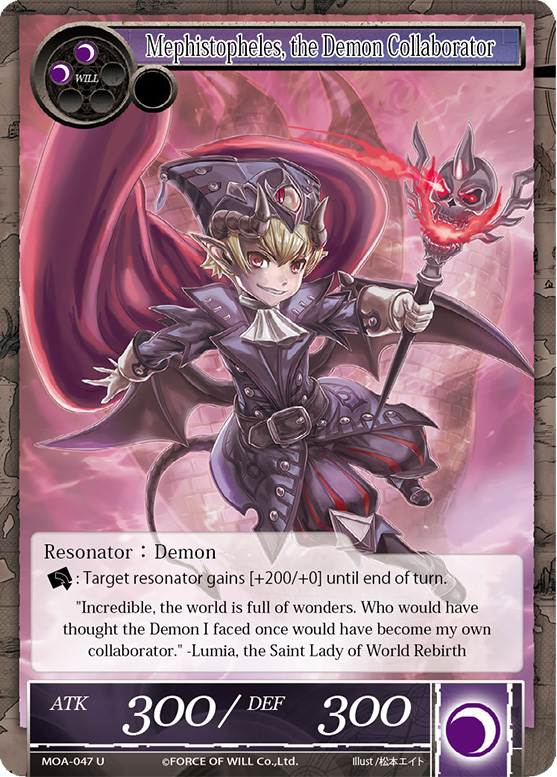 Mephistopheles, the Demon Collaborator
WILL
Resonator : Demon
: Target resonator gains [+200/+0] until end of turn.
"Incredible, the world is full of wonders. Who would have
thought the Demon I faced once would have become my own
collaborator." -Lumia, the Saint Lady of World Rebirth
ATK 300 / DEF 300
MOA-047 U ©FORCE OF WILL Co.,Ltd. Illust /松本エイト